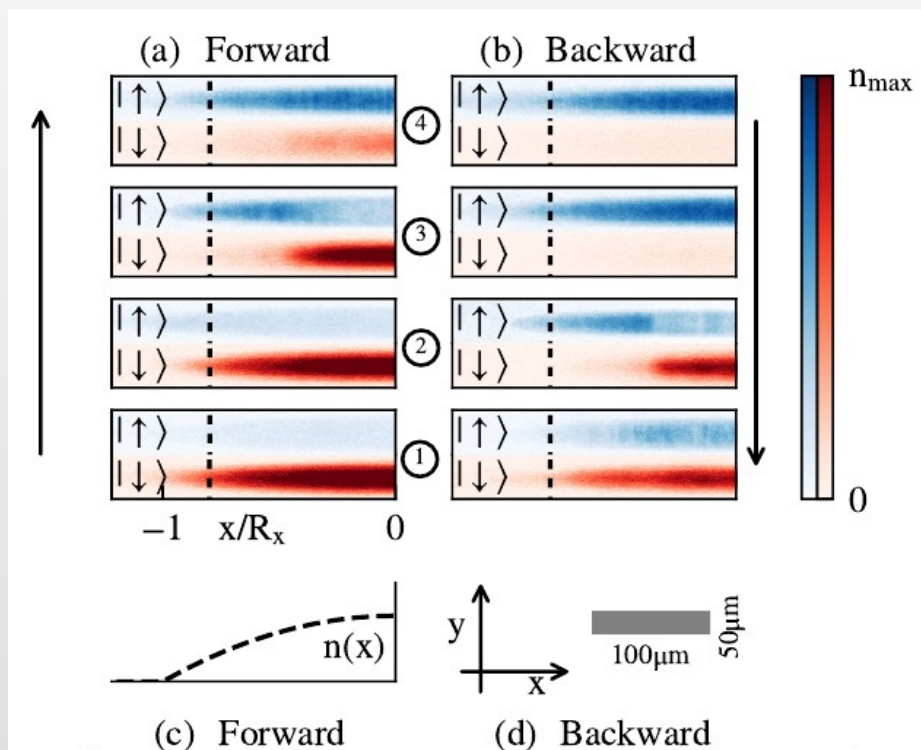 (a) Forward
(b) Backward
|↑⟩
|↓⟩
④
|↑⟩
|↓⟩
|↑⟩
|↓⟩
③
|↑⟩
|↓⟩
|↑⟩
|↓⟩
②
|↑⟩
|↓⟩
|↑⟩
|↓⟩
①
|↑⟩
|↓⟩
n_max
0
−1 x/R_x 0
n(x)
y
x
100μm
50μm
(c) Forward
(d) Backward